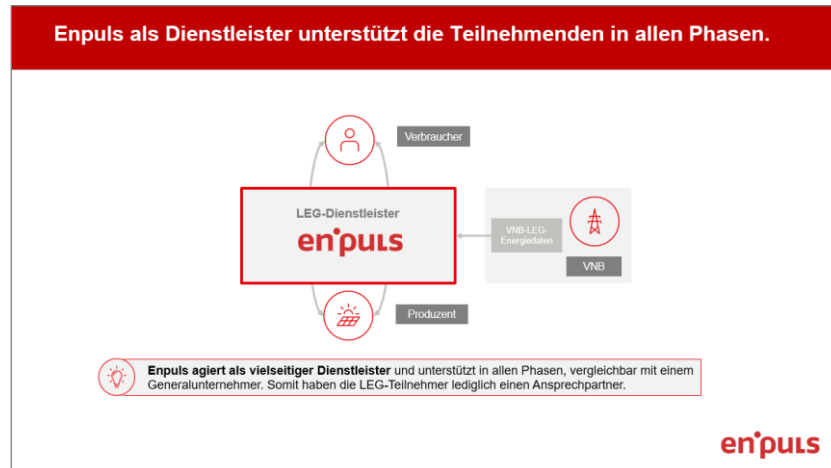 Enpuls als Dienstleister unterstützt die Teilnehmenden in allen Phasen.
Verbraucher
LEG-Dienstleister
enpuls
VNB-LEG-
Energiedaten
VNB
Produzent
Enpuls agiert als vielseitiger Dienstleister und unterstützt in allen Phasen, vergleichbar mit einem
Generalunternehmer. Somit haben die LEG-Teilnehmer lediglich einen Ansprechpartner.
enpuls